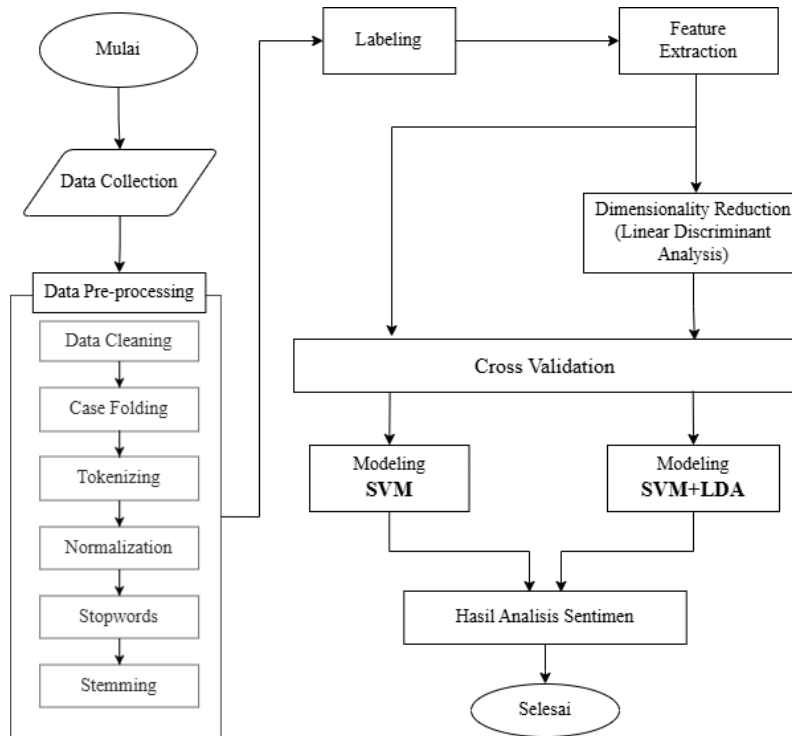 Mulai
Data Collection
Data Pre-processing
Data Cleaning
Case Folding
Tokenizing
Normalization
Stopwords
Stemming
Labeling
Feature
Extraction
Dimensionality Reduction
(Linear Discriminant
Analysis)
Cross Validation
Modeling
SVM
Modeling
SVM+LDA
Hasil Analisis Sentimen
Selesai